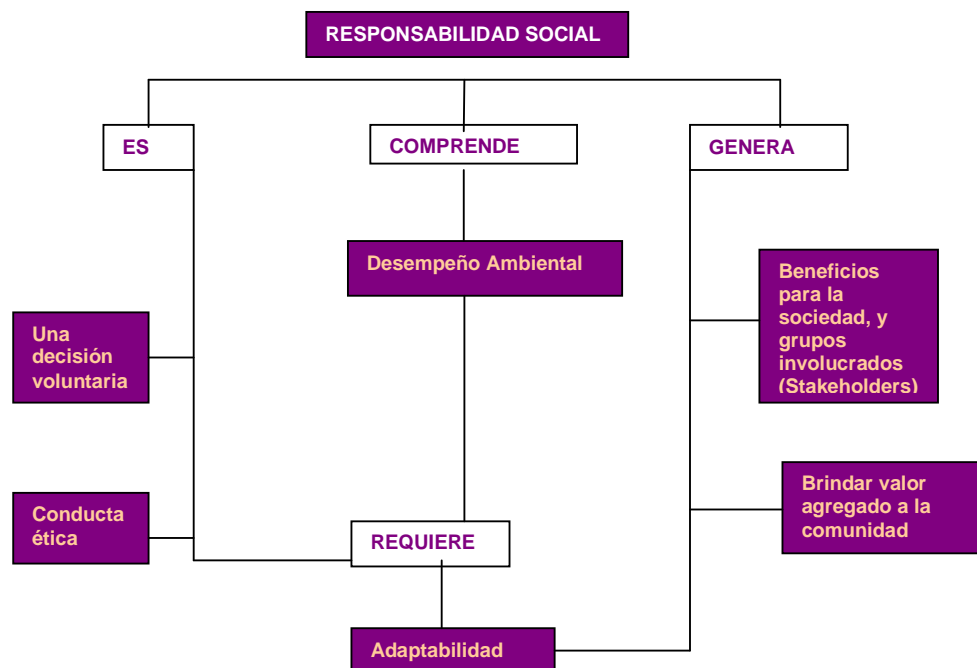 RESPONSABILIDAD SOCIAL
ES
COMPRENDE
GENERA
Desempeño Ambiental
Beneficios
para la
sociedad, y
grupos
involucrados
(Stakeholders)
Una
decisión
voluntaria
Brindar valor
agregado a la
comunidad
Conducta
ética
REQUIERE
Adaptabilidad